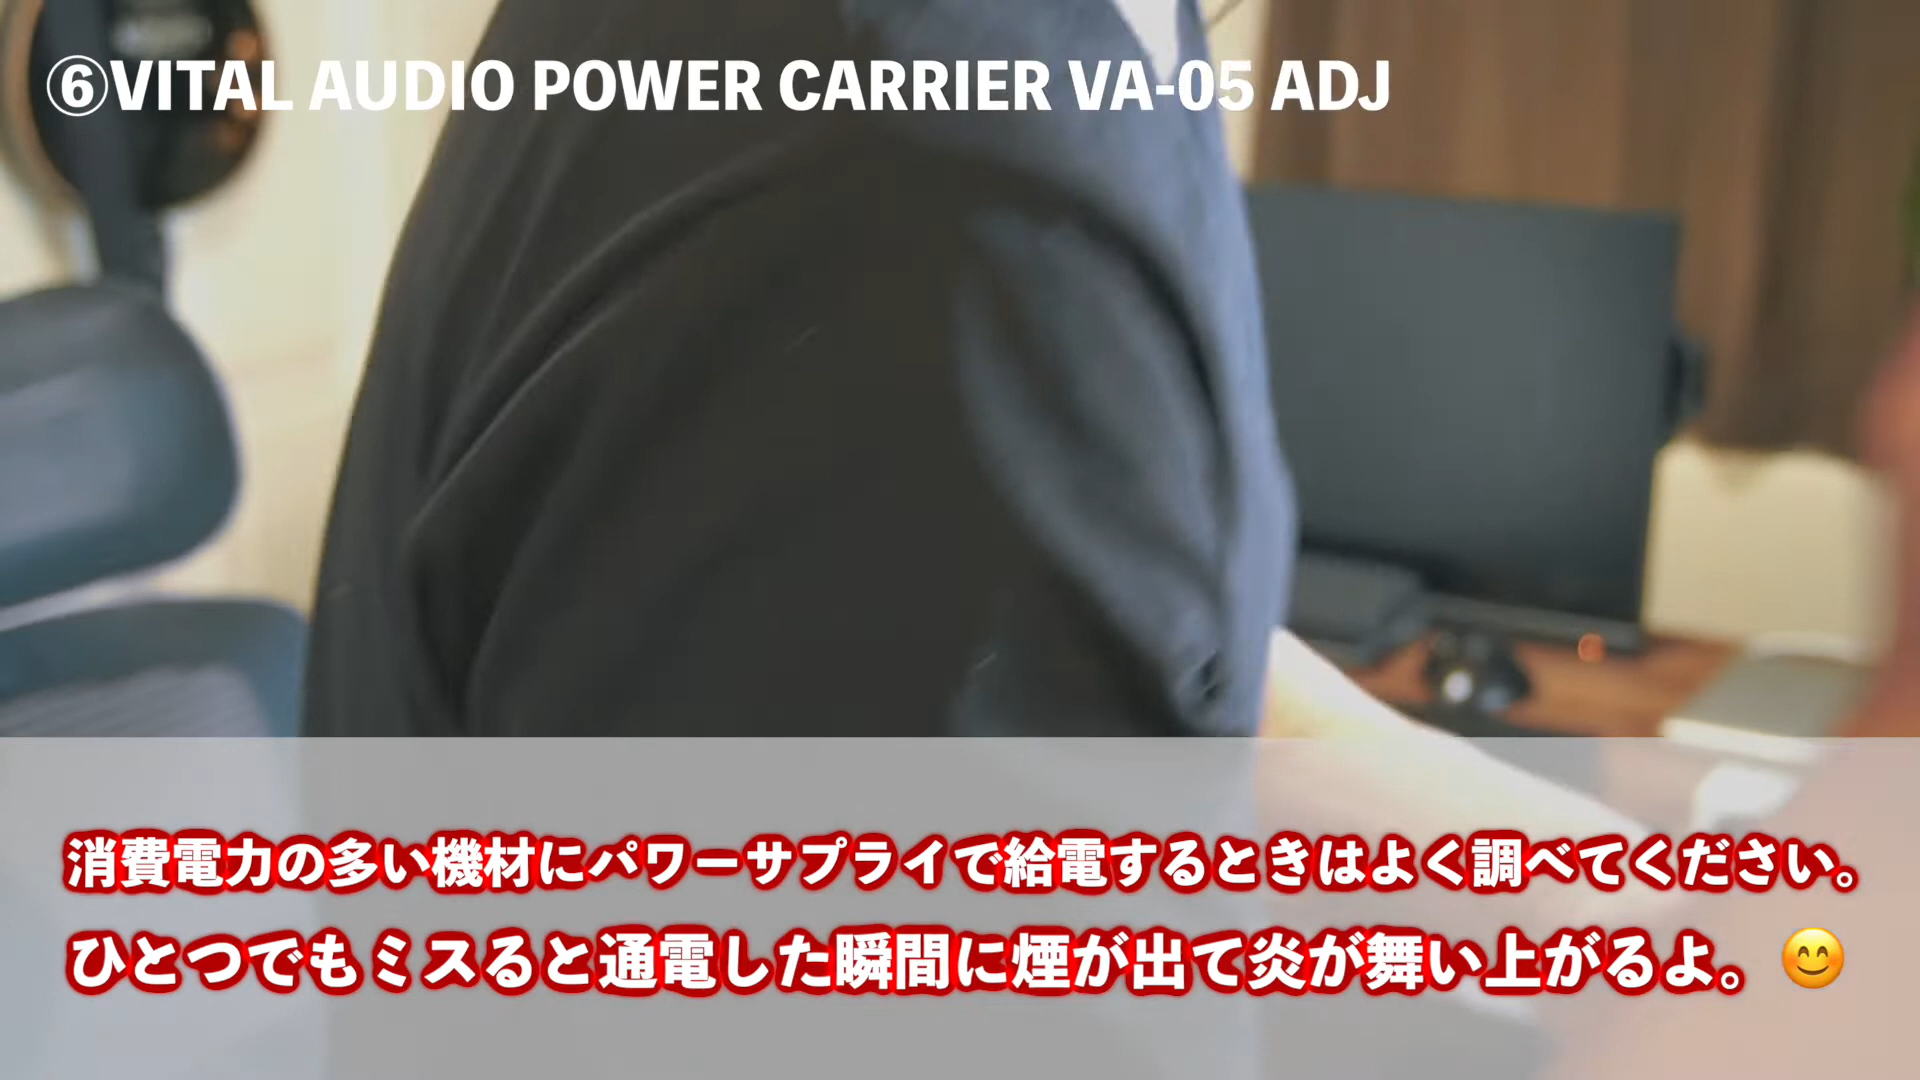 ⑥VITAL AUDIO POWER CARRIER VA-05 ADJ
消費電力の多い機材にパワーサプライで給電するときはよく調べてください。
ひとつでもミスると通電した瞬間に煙が出て炎が舞い上がるよ。😊